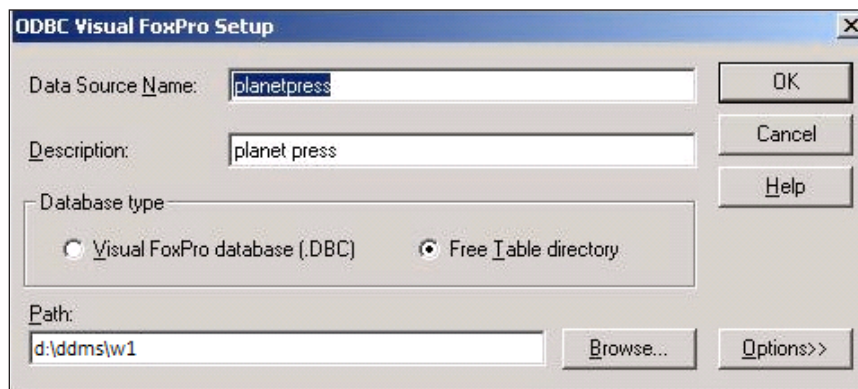 ODBC Visual FoxPro Setup
Data Source Name: planetpress OK
Description: planet press Cancel
Help
Database type
Visual FoxPro database (.DBC) Free Table directory
Path:
d:\ddms\w1 Browse... Options>>